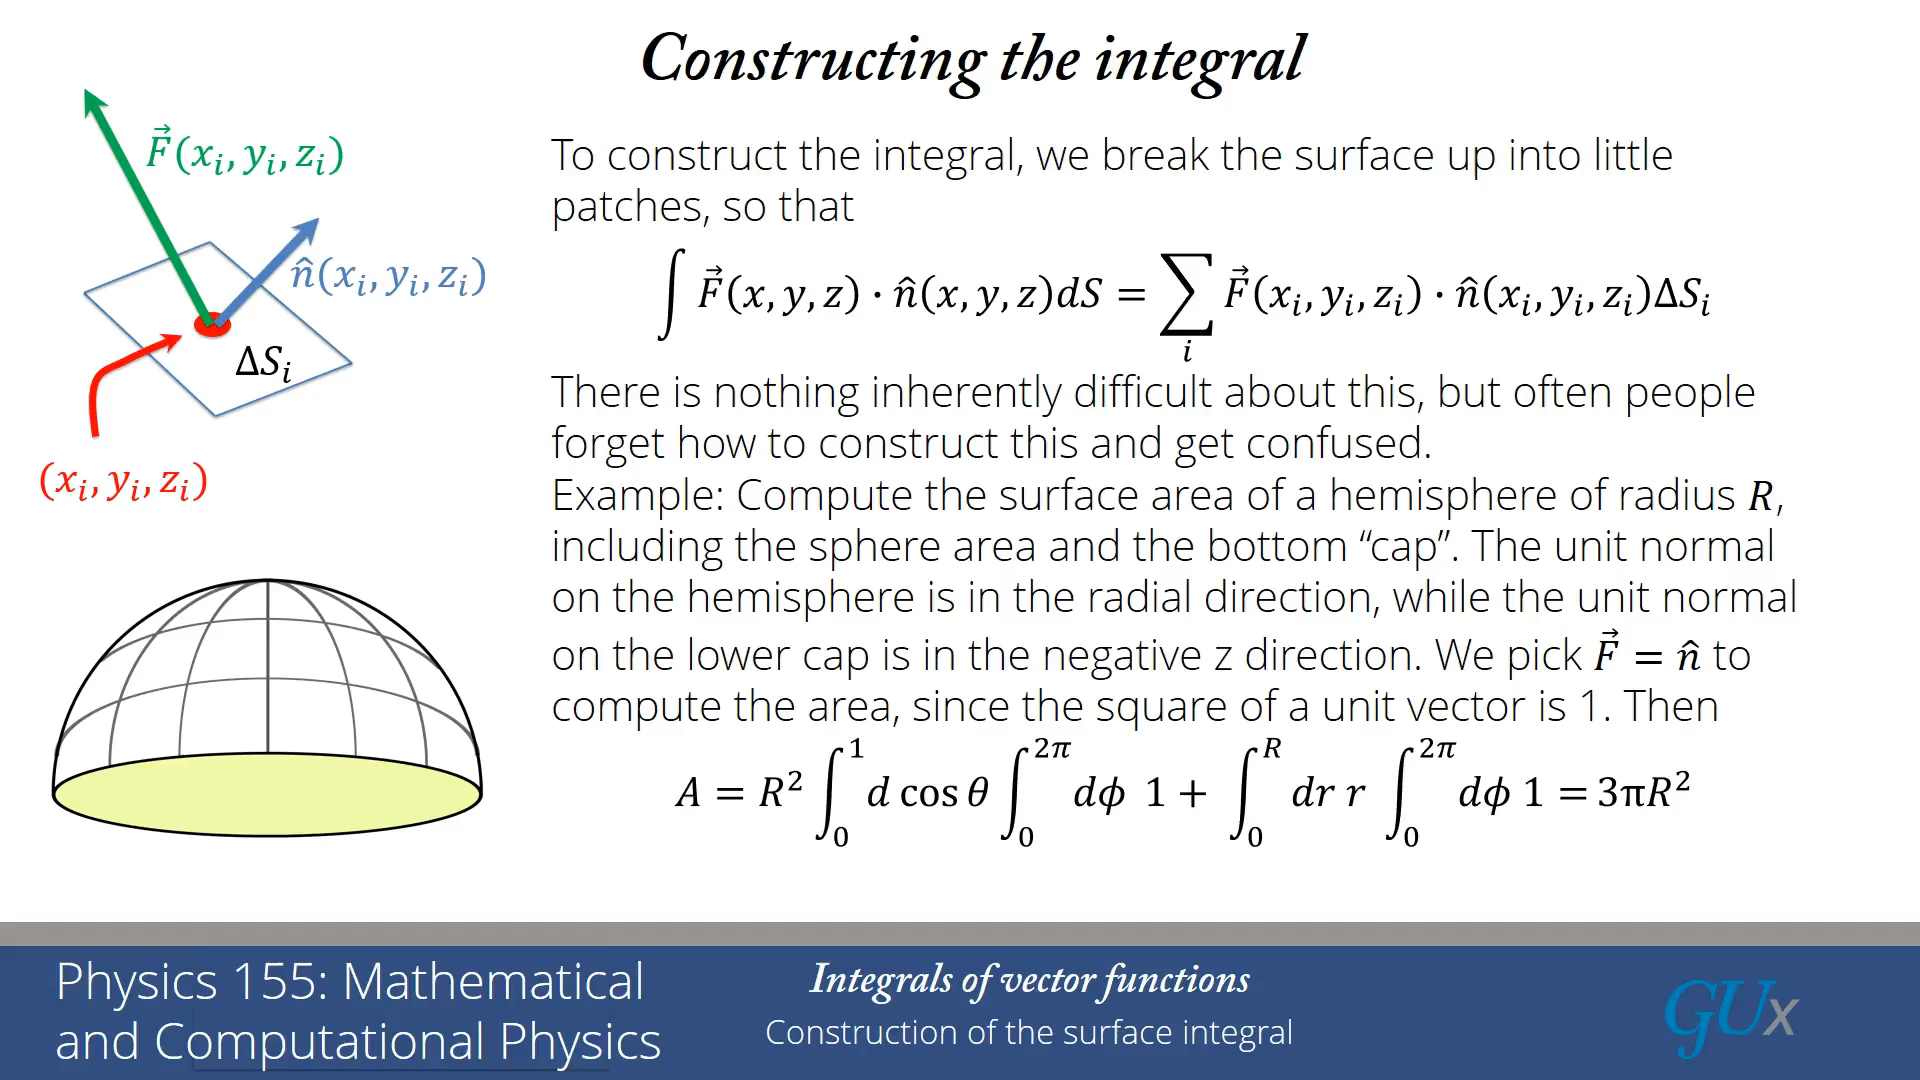 Constructing the integral
F⃗(xᵢ, yᵢ, zᵢ)
n̂(xᵢ, yᵢ, zᵢ)
ΔSᵢ
(xᵢ, yᵢ, zᵢ)
To construct the integral, we break the surface up into little
patches, so that
∫ F⃗(x, y, z) · n̂(x, y, z)dS = ∑ᵢ F⃗(xᵢ, yᵢ, zᵢ) · n̂(xᵢ, yᵢ, zᵢ)ΔSᵢ
There is nothing inherently difficult about this, but often people
forget how to construct this and get confused.
Example: Compute the surface area of a hemisphere of radius R,
including the sphere area and the bottom “cap”. The unit normal
on the hemisphere is in the radial direction, while the unit normal
on the lower cap is in the negative z direction. We pick F⃗ = n̂ to
compute the area, since the square of a unit vector is 1. Then
A = R² ∫₀¹ d cos θ ∫₀²π dϕ 1 + ∫₀ᴿ dr r ∫₀²π dϕ 1 = 3πR²
Physics 155: Mathematical
and Computational Physics
Integrals of vector functions
Construction of the surface integral
GUx